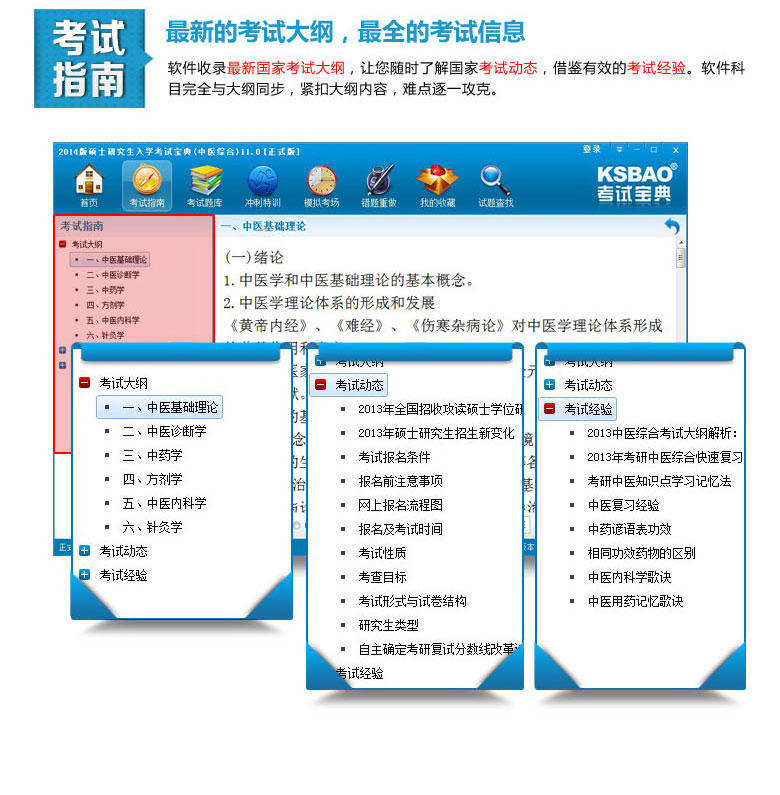 考试
指南
最新的考试大纲，最全的考试信息
软件收录最新国家考试大纲，让您随时了解国家考试动态，借鉴有效的考试经验。软件科
目完全与大纲同步，紧扣大纲内容，难点逐一攻克。
2014版硕士研究生入学考试宝典(中医综合)11.0[正式版]
登录
首页
考试指南
考试题库
冲刺特训
模拟考场
错题重做
我的收藏
试题查找
KSBAO®
考试宝典
考试指南
考试大纲
一、中医基础理论
二、中医诊断学
三、中药学
四、方剂学
五、中医内科学
六、针灸学
一、中医基础理论
(一)绪论
1.中医学和中医基础理论的基本概念。
2.中医学理论体系的形成和发展
《黄帝内经》、《难经》、《伤寒杂病论》对中医学理论体系形成
考试大纲
一、中医基础理论
二、中医诊断学
三、中药学
四、方剂学
五、中医内科学
六、针灸学
考试动态
考试经验
考试大纲
考试动态
2013年全国招收攻读硕士学位研
2013年硕士研究生招生新变化
考试报名条件
报名前注意事项
网上报名流程图
报名及考试时间
考试性质
考查目标
考试形式与试卷结构
研究生类型
自主确定考研复试分数线改革
考试经验
考试大纲
考试动态
考试经验
2013中医综合考试大纲解析：
2013年考研中医综合快速复习
考研中医知识点学习记忆法
中医复习经验
中药谚语表功效
相同功效药物的区别
中医内科学歌诀
中医用药记忆歌诀